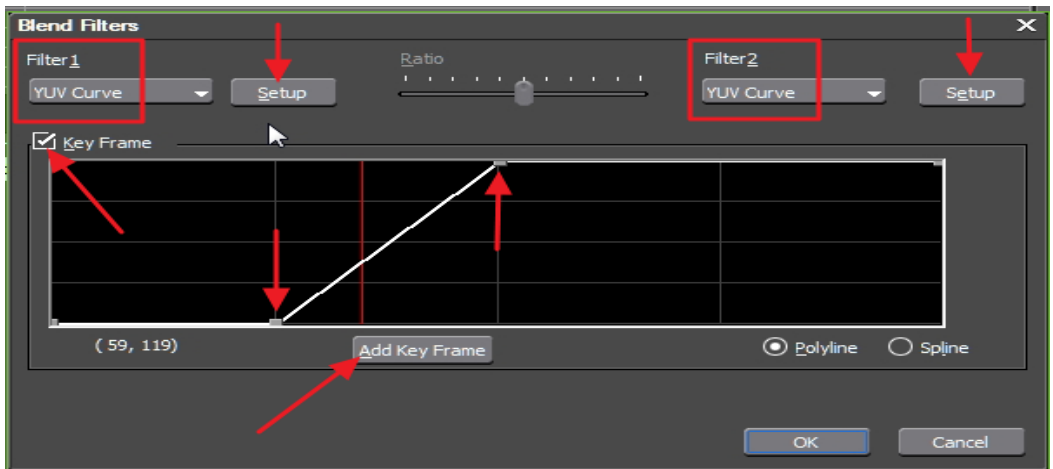 Blend Filters
Filter1 Ratio Filter2
YUV Curve Setup YUV Curve Setup
Key Frame
( 59, 119) Add Key Frame Polyline Spline
OK Cancel